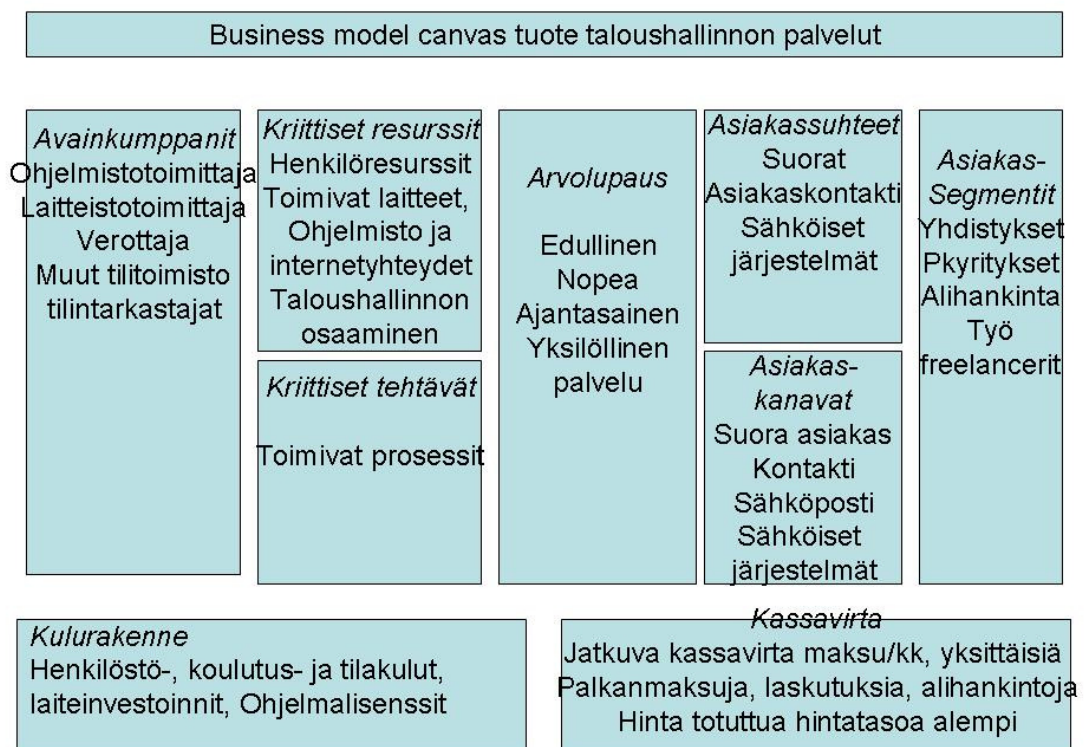 Business model canvas tuote taloushallinnon palvelut
Avainkumppanit
Ohjelmistotoimittaja
Laitteistotoimittaja
Verottaja
Muut tilitoimisto
tilintarkastajat
Kriittiset resurssit
Henkilöresurssit
Toimivat laitteet,
Ohjelmisto ja
internetyhteydet
Taloushallinnon
osaaminen
Kriittiset tehtävät
Toimivat prosessit
Arvolupaus
Edullinen
Nopea
Ajantasainen
Yksilöllinen
palvelu
Asiakassuhteet
Suorat
Asiakaskontakti
Sähköiset
järjestelmät
Asiakas-
kanavat
Suora asiakas
Kontakti
Sähköposti
Sähköiset
järjestelmät
Asiakas-
Segmentit
Yhdistykset
Pkyritykset
Alihankinta
Työ
freelancerit
Kulurakenne
Henkilöstö-, koulutus- ja tilakulut,
laiteinvestoinnit, Ohjelmalisenssit
Kassavirta
Jatkuva kassavirta maksu/kk, yksittäisiä
Palkanmaksuja, laskutuksia, alihankintoja
Hinta totuttua hintatasoa alempi